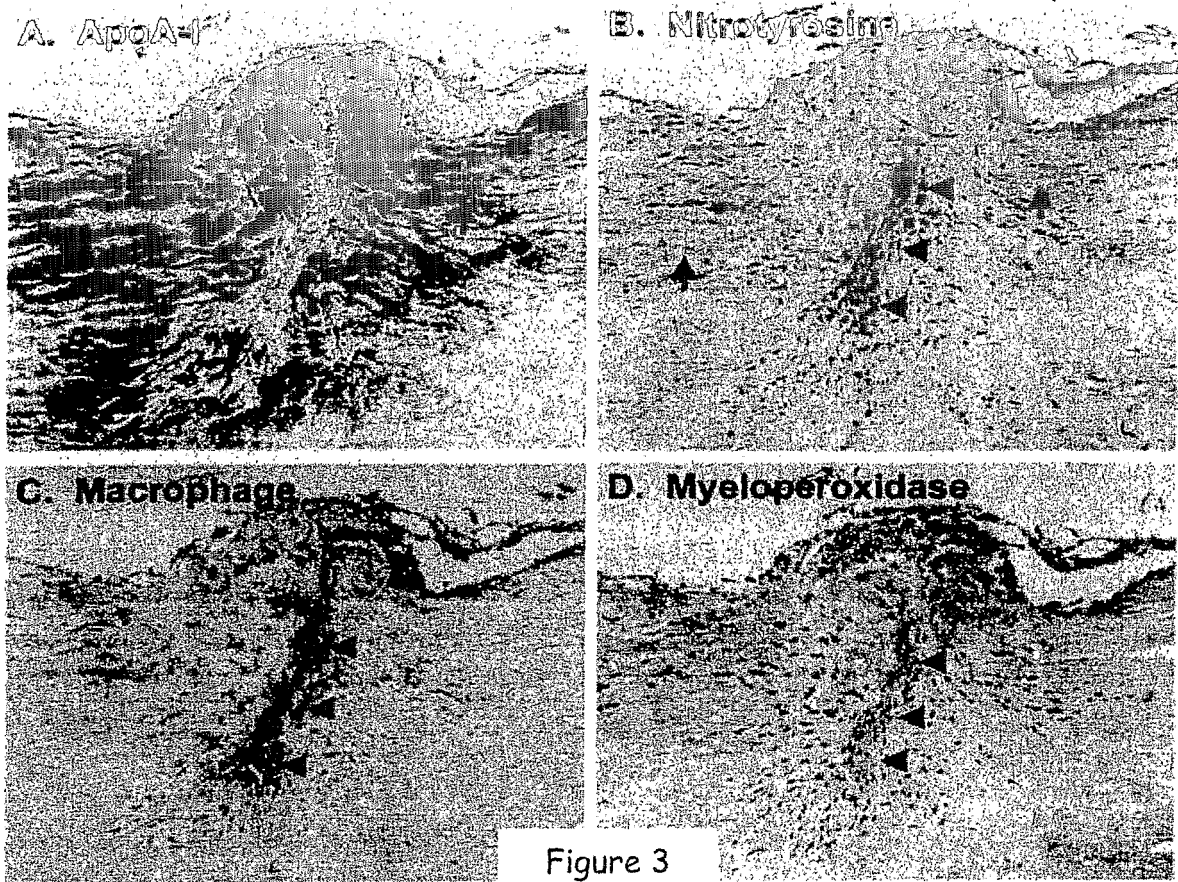 A. ApoA-I
B. Nitrotyrosine
C. Macrophage
D. Myeloperoxidase
Figure 3